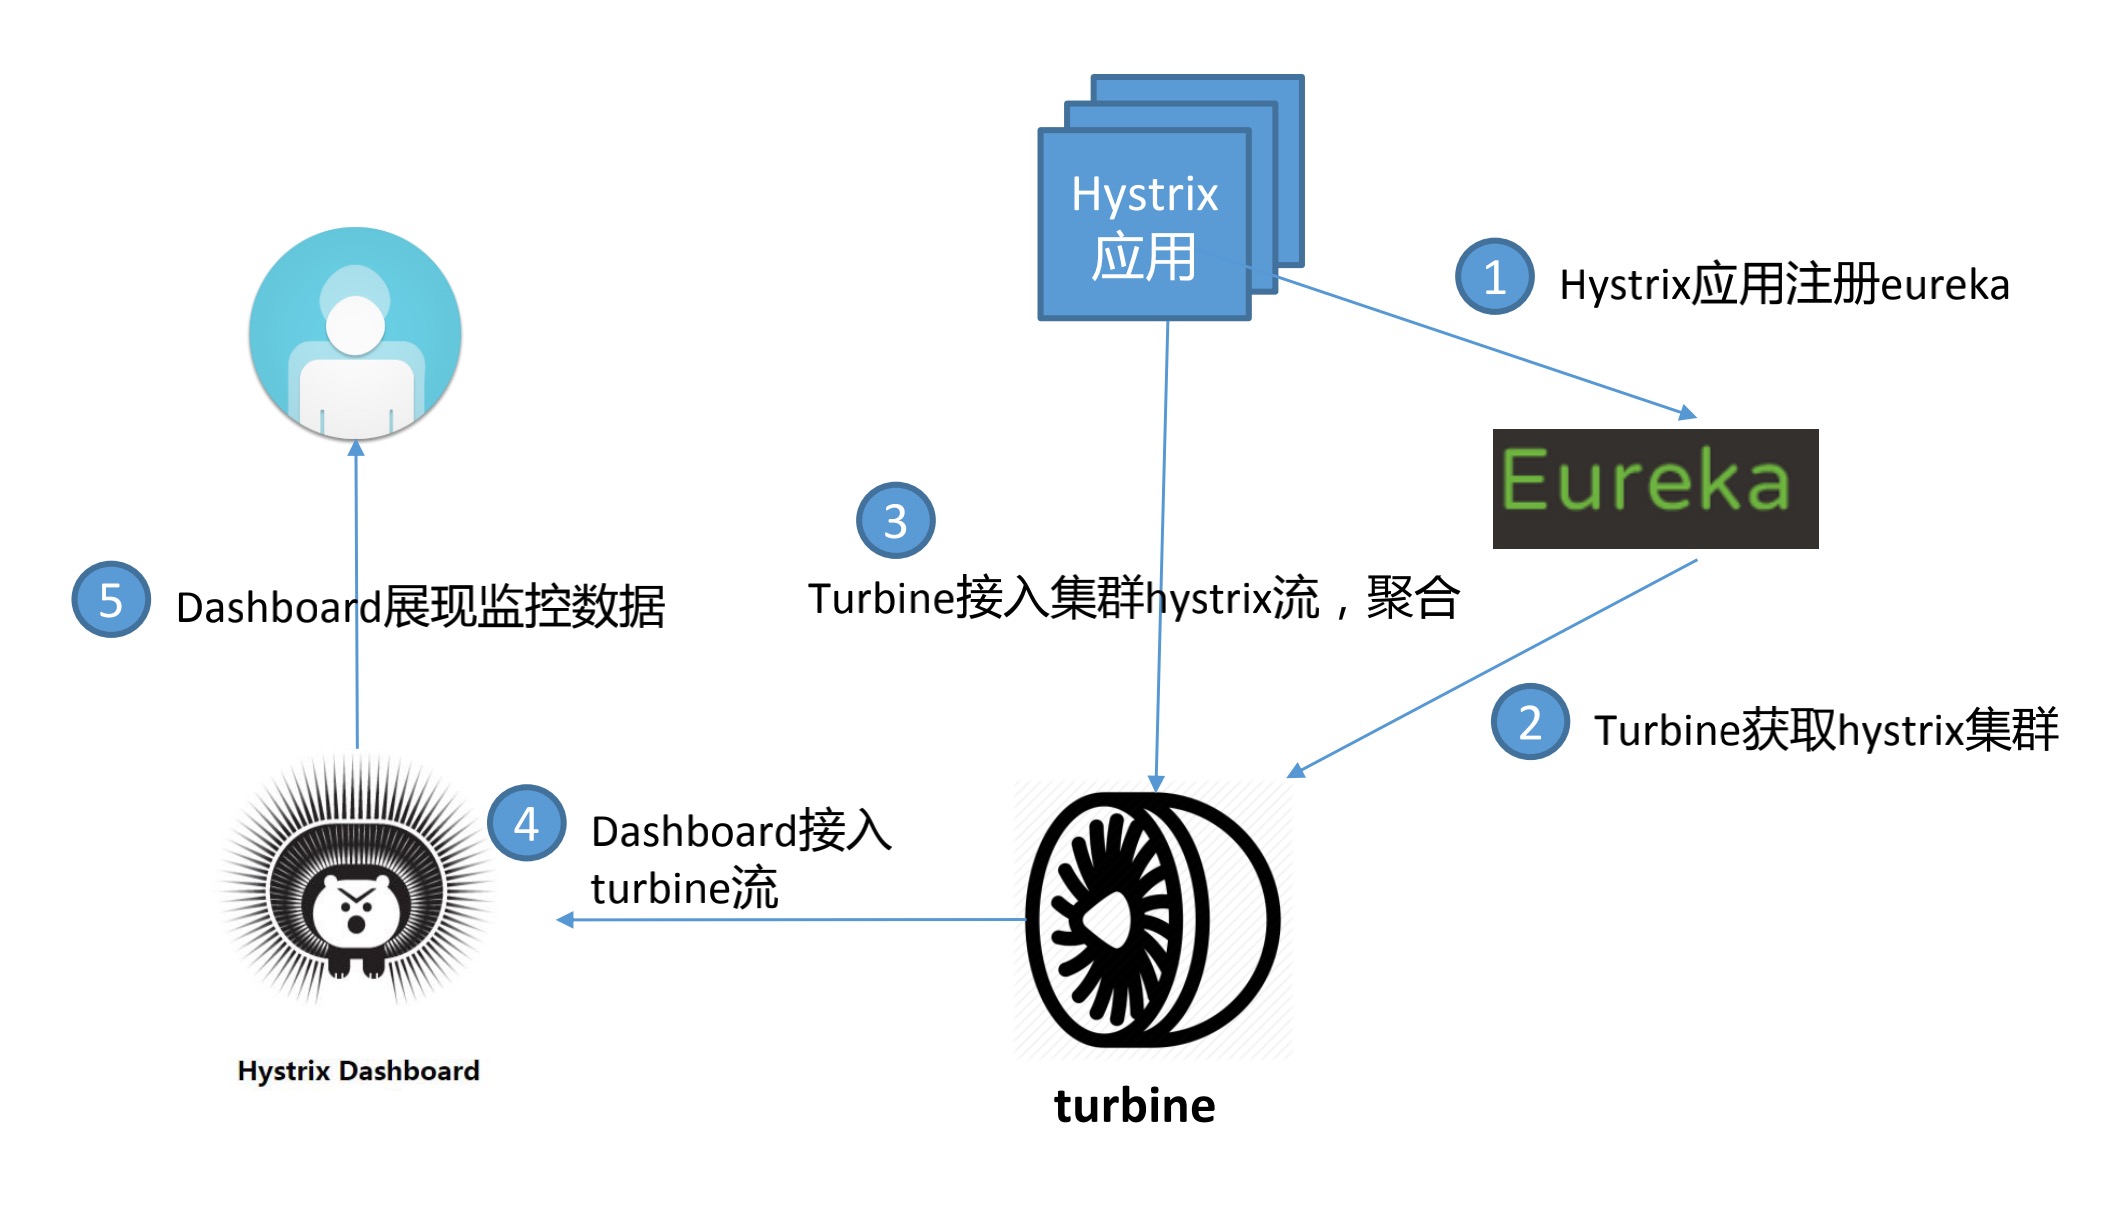 Hystrix
应用
1
Hystrix应用注册eureka
Eureka
3
Turbine接入集群hystrix流，聚合
5
Dashboard展现监控数据
2
Turbine获取hystrix集群
4
Dashboard接入
turbine流
Hystrix Dashboard
turbine